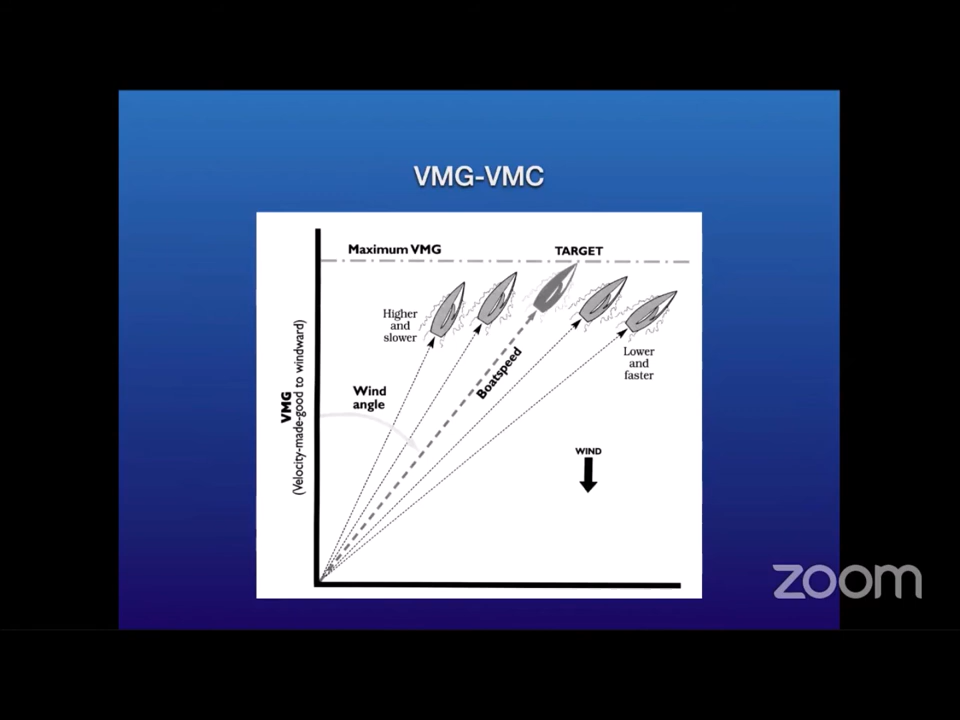 VMG-VMC
Maximum VMG
TARGET
Higher
and
slower
Lower
and
faster
Wind
angle
Boatspeed
VMG
(Velocity-made-good to windward)
WIND
zoom